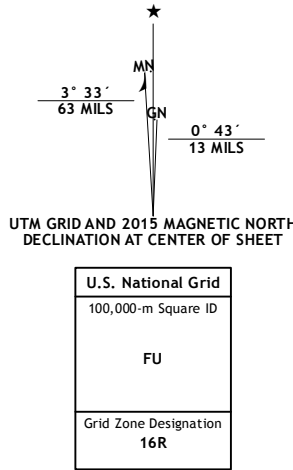 ★
MN
3° 33´
63 MILS
GN
0° 43´
13 MILS
UTM GRID AND 2015 MAGNETIC NORTH
DECLINATION AT CENTER OF SHEET
U.S. National Grid
100,000-m Square ID
FU
Grid Zone Designation
16R